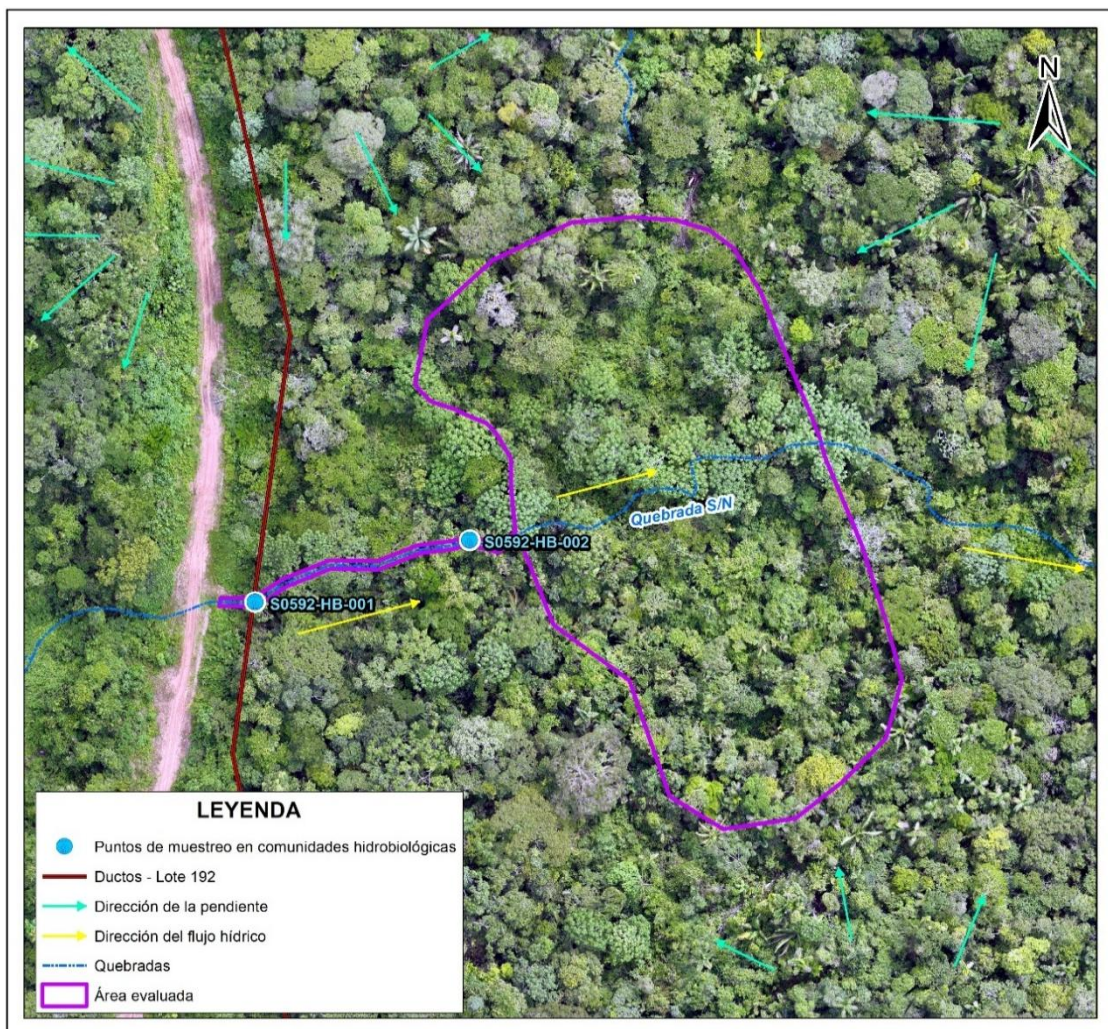 N
Quebrada S/N
S0592-HB-002
S0592-HB-001
LEYENDA
Puntos de muestreo en comunidades hidrobiológicas
Ductos - Lote 192
Dirección de la pendiente
Dirección del flujo hídrico
Quebradas
Área evaluada